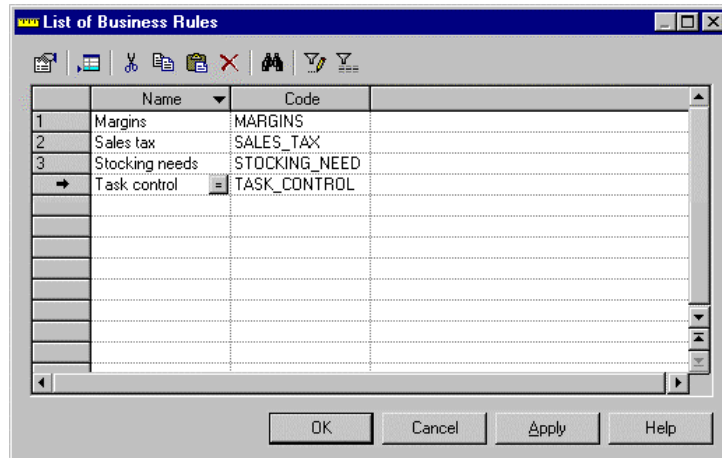 List of Business Rules
Name Code
1 Margins MARGINS
2 Sales tax SALES_TAX
3 Stocking needs STOCKING_NEED
Task control = TASK_CONTROL
OK Cancel Apply Help